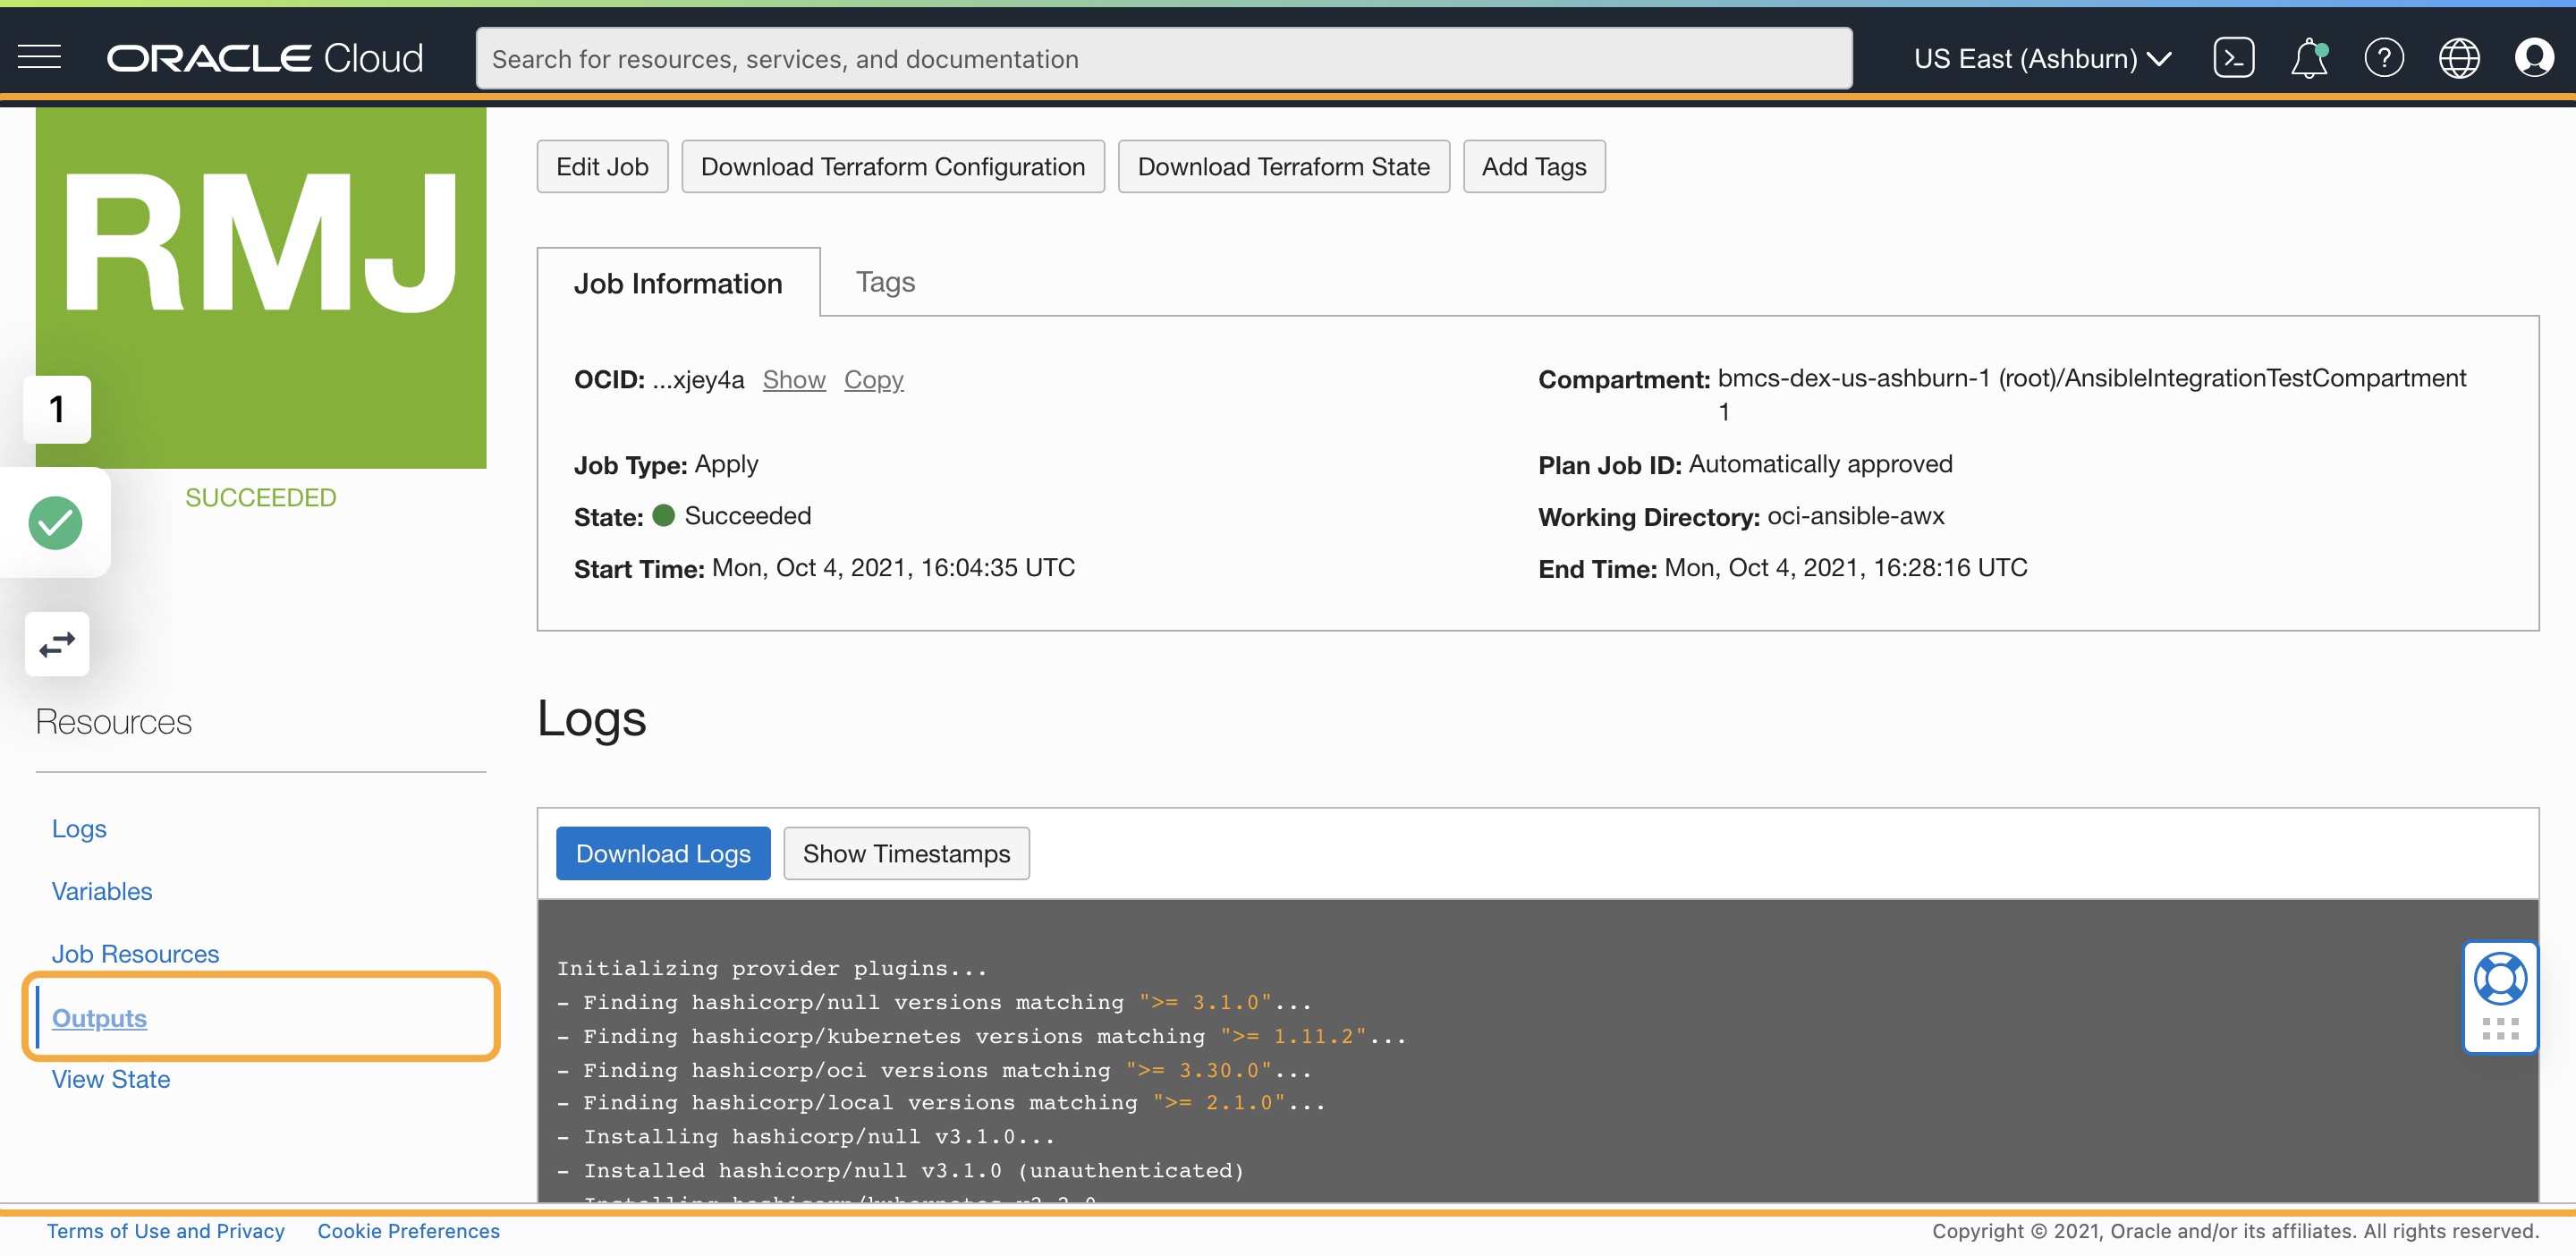 ORACLE Cloud
Search for resources, services, and documentation
US East (Ashburn)
RMJ
SUCCEEDED
1
Edit Job
Download Terraform Configuration
Download Terraform State
Add Tags
Job Information
Tags
OCID: ...xjey4a Show Copy
Compartment: bmcs-dex-us-ashburn-1 (root)/AnsibleIntegrationTestCompartment
1
Job Type: Apply
Plan Job ID: Automatically approved
State: Succeeded
Working Directory: oci-ansible-awx
Start Time: Mon, Oct 4, 2021, 16:04:35 UTC
End Time: Mon, Oct 4, 2021, 16:28:16 UTC
Resources
Logs
Variables
Job Resources
Outputs
View State
Logs
Download Logs
Show Timestamps
Initializing provider plugins...
- Finding hashicorp/null versions matching ">= 3.1.0"...
- Finding hashicorp/kubernetes versions matching ">= 1.11.2"...
- Finding hashicorp/oci versions matching ">= 3.30.0"...
- Finding hashicorp/local versions matching ">= 2.1.0"...
- Installing hashicorp/null v3.1.0...
- Installed hashicorp/null v3.1.0 (unauthenticated)
Terms of Use and Privacy
Cookie Preferences
Copyright © 2021, Oracle and/or its affiliates. All rights reserved.